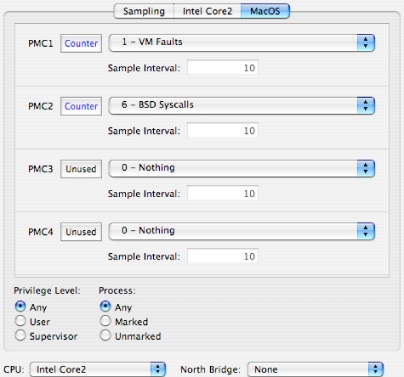 Sampling Intel Core2 MacOS
PMC1 Counter 1 – VM Faults
Sample Interval: 10
PMC2 Counter 6 – BSD Syscalls
Sample Interval: 10
PMC3 Unused 0 – Nothing
Sample Interval: 10
PMC4 Unused 0 – Nothing
Sample Interval: 10
Privilege Level: Process:
Any Any
User Marked
Supervisor Unmarked
CPU: Intel Core2 North Bridge: None